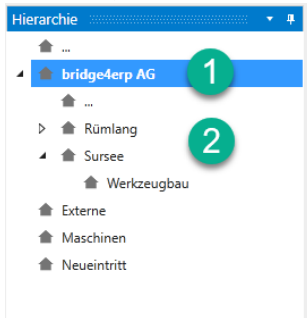 Hierarchie
...
bridge4erp AG
1
...
Rümlang
2
Sursee
Werkzeugbau
Externe
Maschinen
Neueintritt